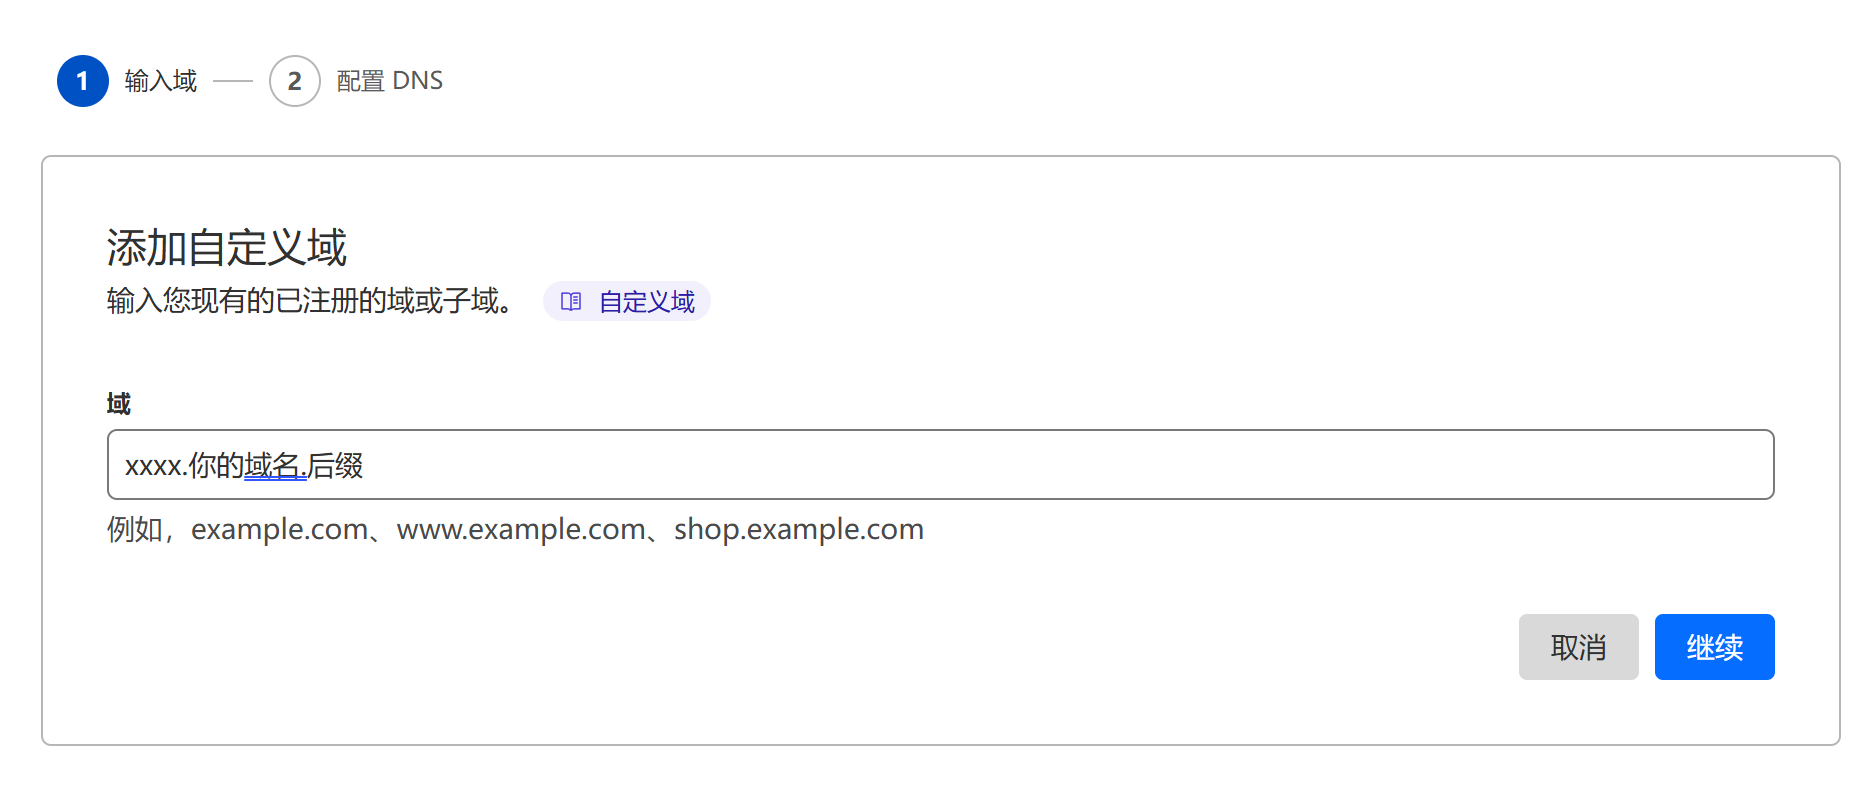 1 输入域 2 配置 DNS
添加自定义域
输入您现有的已注册的域或子域。 自定义域
域
xxxx.你的域名.后缀
例如，example.com、www.example.com、shop.example.com
取消 继续